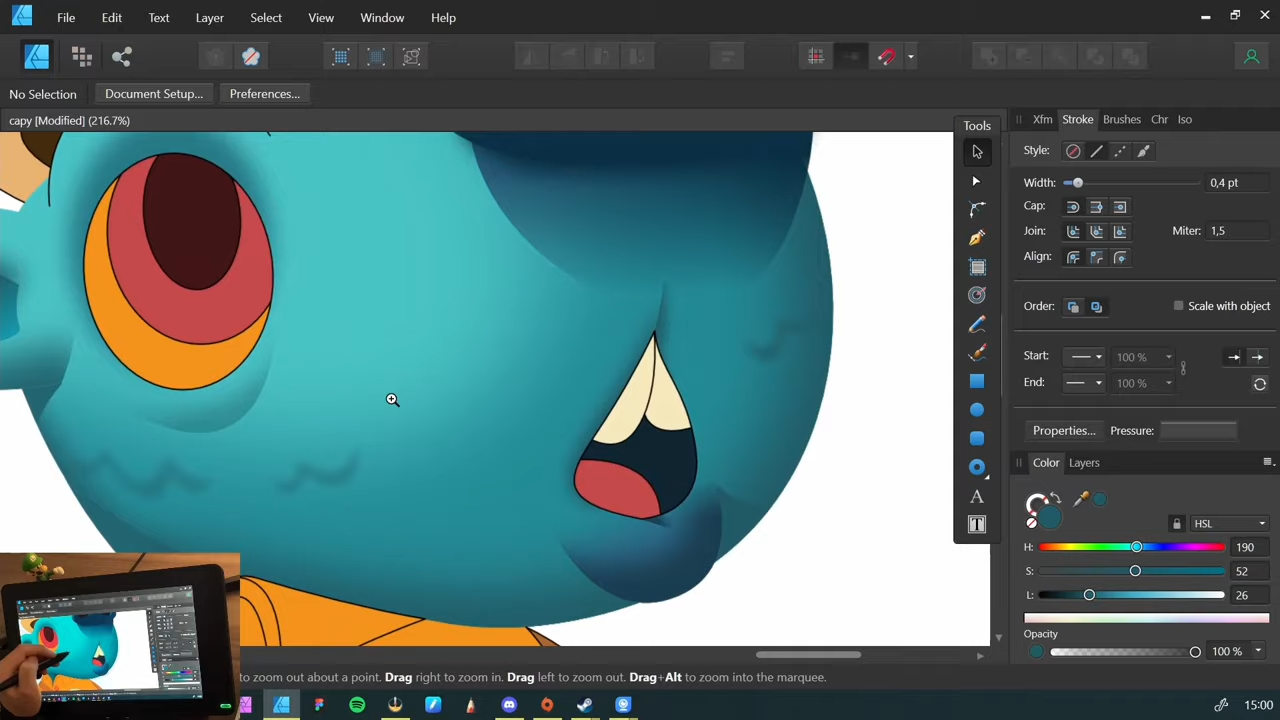 File Edit Text Layer Select View Window Help
No Selection Document Setup... Preferences...
capy [Modified] (216.7%)
Tools
Xfm Stroke Brushes Chr Iso
Style:
Width: 0,4 pt
Cap:
Join: Miter: 1,5
Align:
Order: Scale with object
Start: 100 %
End: 100 %
Properties... Pressure:
Color Layers
HSL
H: 190
S: 52
L: 26
Opacity
100 %
A
T
to zoom out about a point. Drag right to zoom in. Drag left to zoom out. Drag+Alt to zoom into the marquee.
15:00